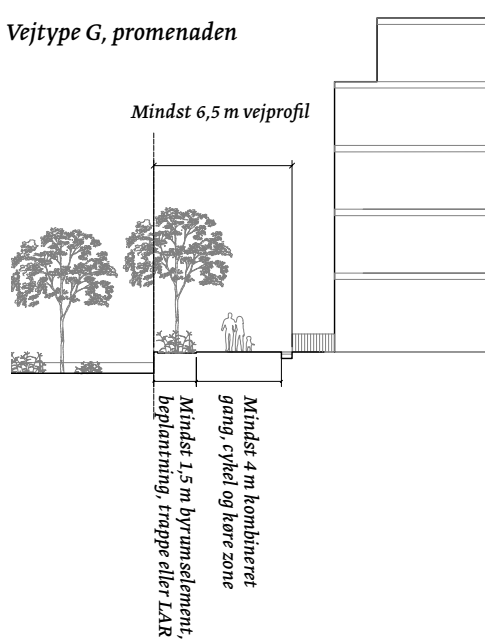 Vejtype G, promenaden
Mindst 6,5 m vejprofil
Mindst 1,5 m byrumselement,
beplantning, trappe eller LAR
Mindst 4 m kombineret
gang, cykel og køre zone